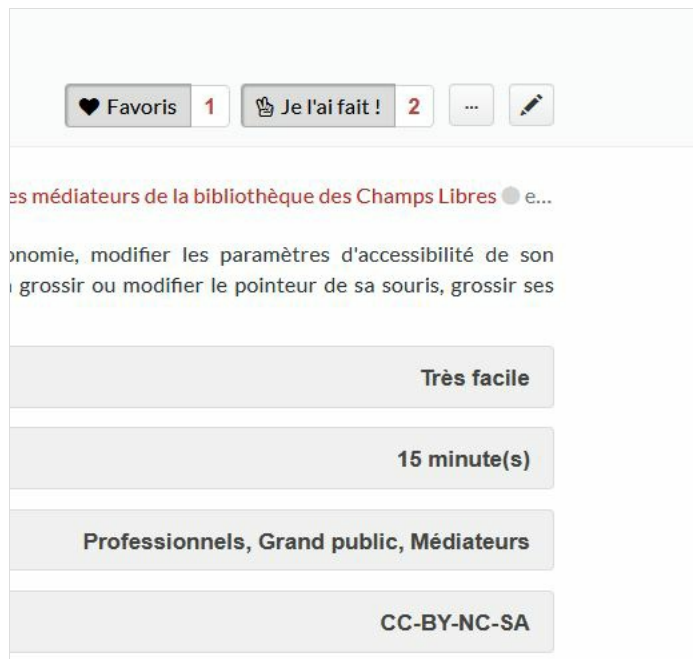 Favoris 1 Je l'ai fait ! 2 ...
es médiateurs de la bibliothèque des Champs Libres e...
onomie, modifier les paramètres d'accessibilité de son
grossir ou modifier le pointeur de sa souris, grossir ses
Très facile
15 minute(s)
Professionnels, Grand public, Médiateurs
CC-BY-NC-SA